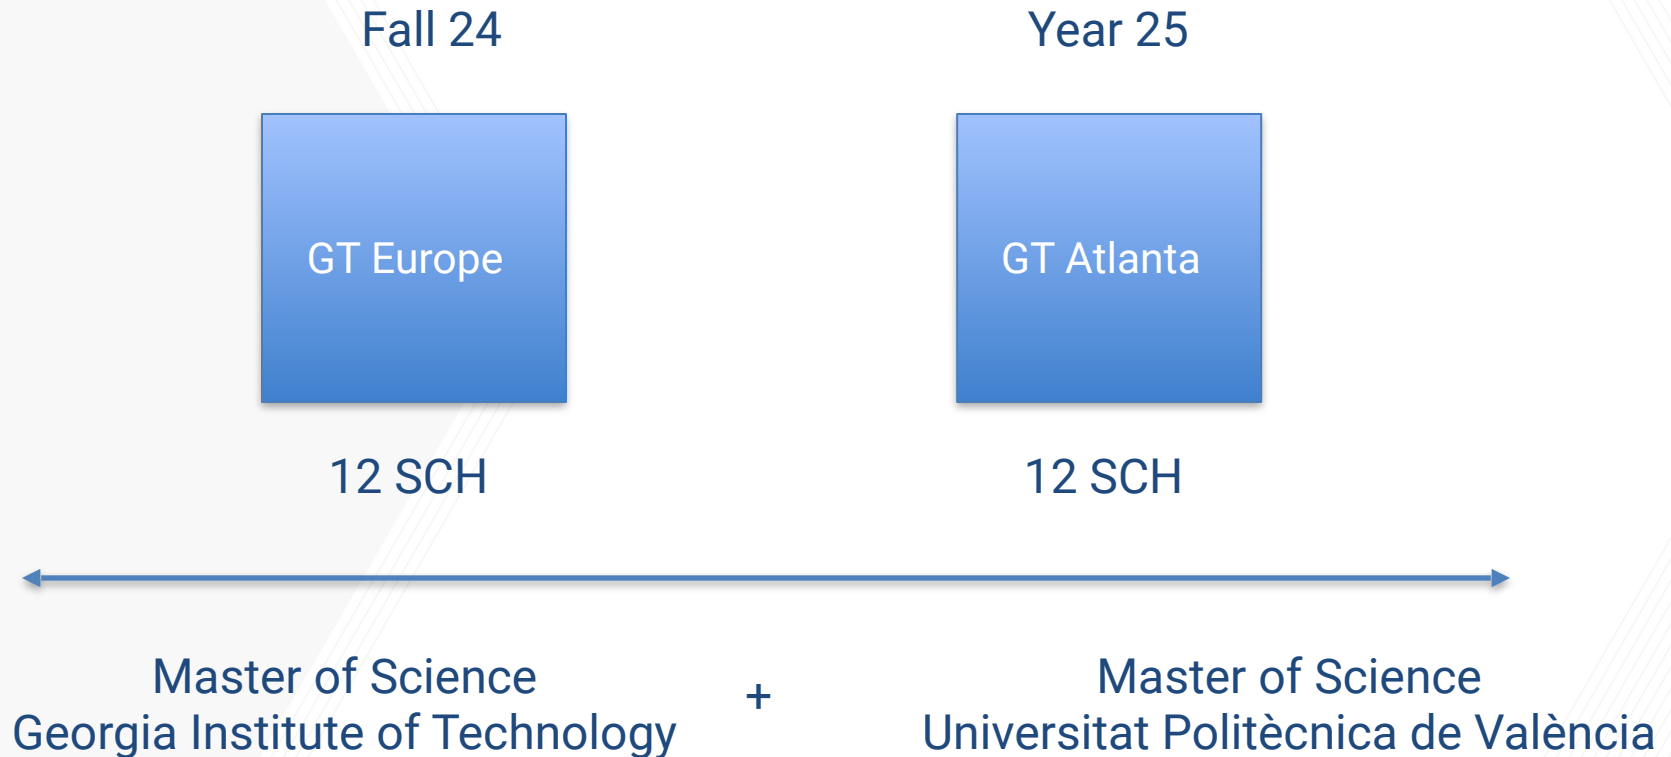 Fall 24
Year 25
GT Europe
GT Atlanta
12 SCH
12 SCH
Master of Science
Georgia Institute of Technology
+
Master of Science
Universitat Politècnica de València